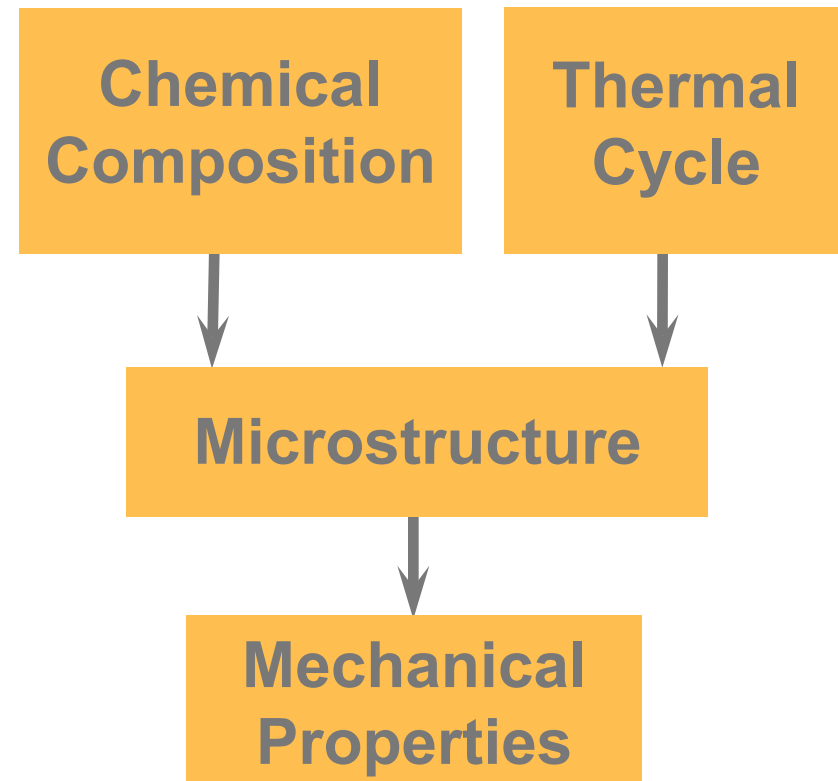 Chemical
Composition
Thermal
Cycle
Microstructure
Mechanical
Properties